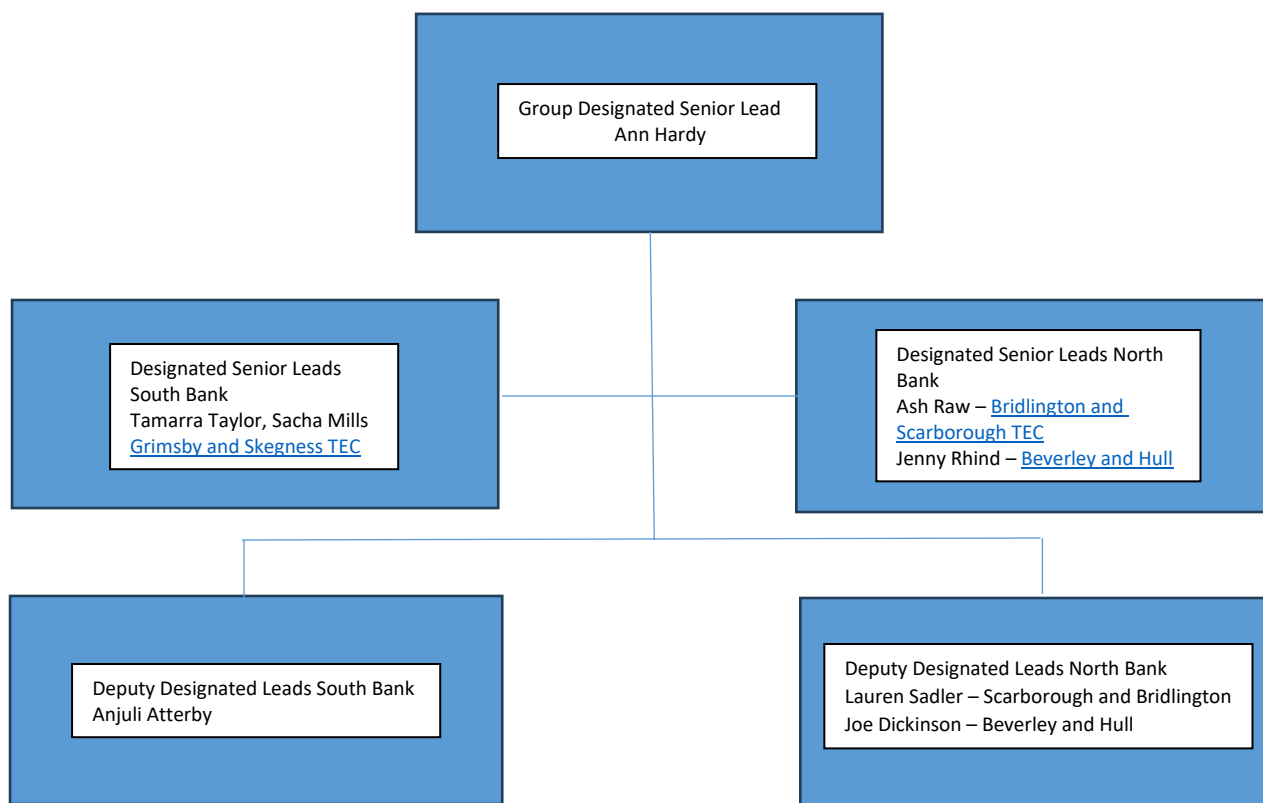 Group Designated Senior Lead
Ann Hardy
Designated Senior Leads
South Bank
Tamarra Taylor, Sacha Mills
Grimsby and Skegness TEC
Designated Senior Leads North
Bank
Ash Raw – Bridlington and
Scarborough TEC
Jenny Rhind – Beverley and Hull
Deputy Designated Leads South Bank
Anjuli Atterby
Deputy Designated Leads North Bank
Lauren Sadler – Scarborough and Bridlington
Joe Dickinson – Beverley and Hull